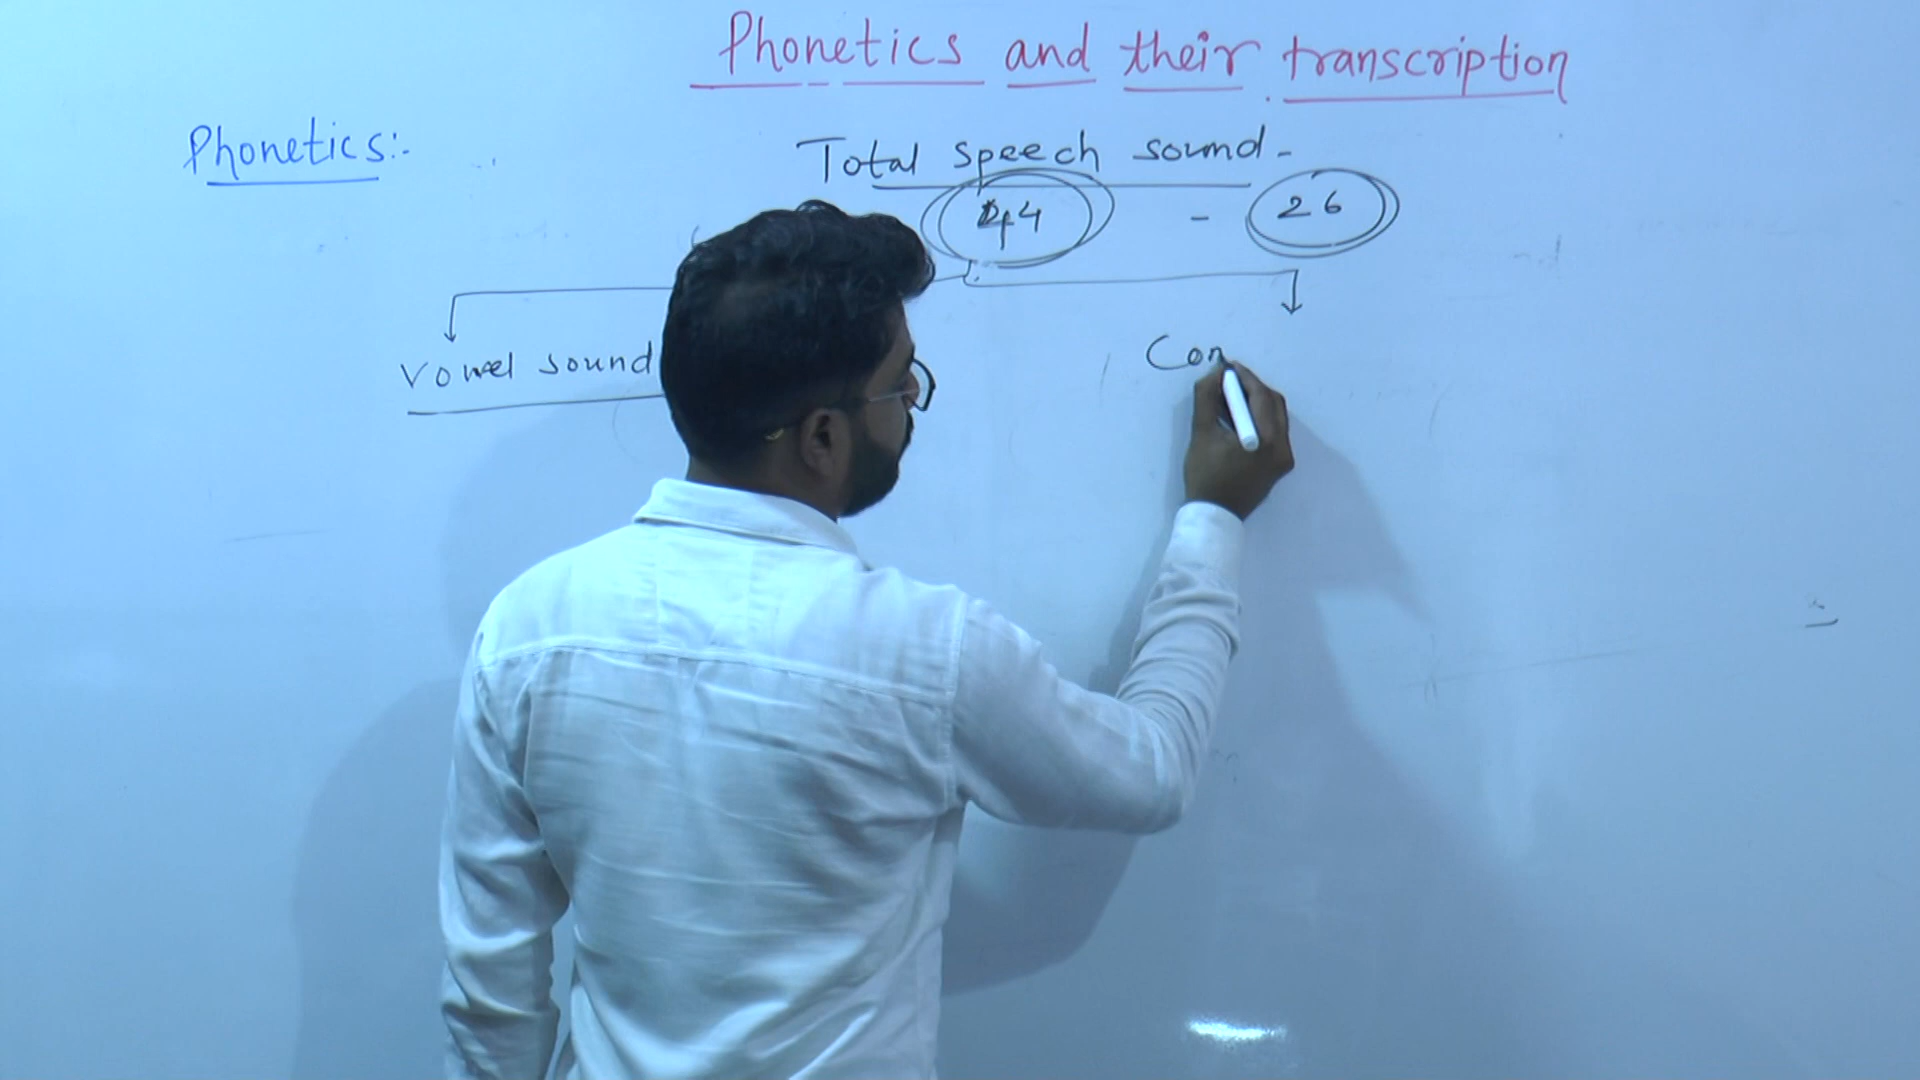 Phonetics and their transcription
Phonetics:-
Total speech sound -
44 - 26
Vowel sound
Con